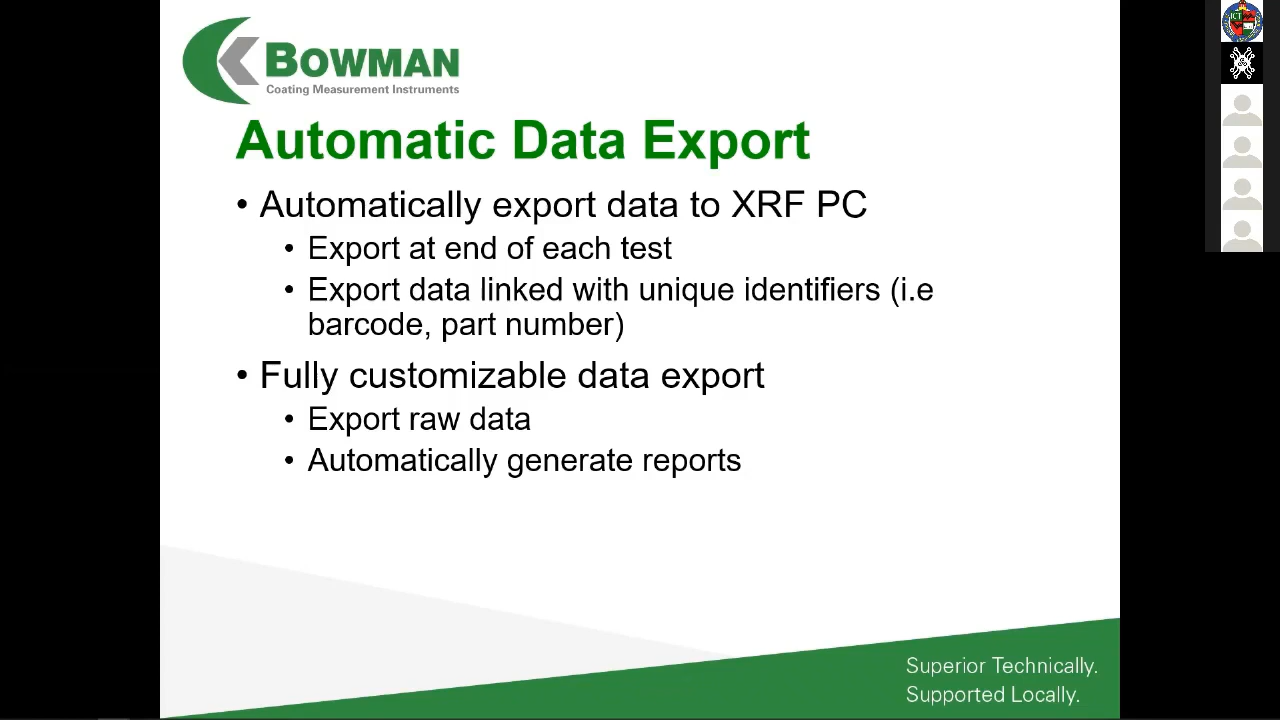 BOWMAN
Coating Measurement Instruments
Automatic Data Export
• Automatically export data to XRF PC
• Export at end of each test
• Export data linked with unique identifiers (i.e
barcode, part number)
• Fully customizable data export
• Export raw data
• Automatically generate reports
Superior Technically.
Supported Locally.
ICT